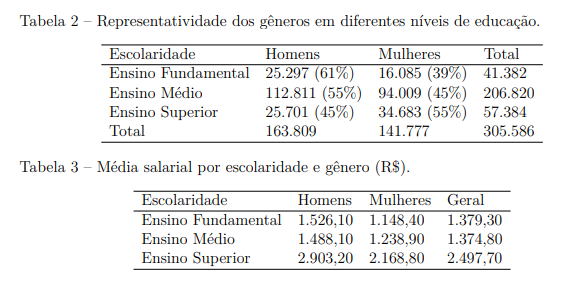 Tabela 2 – Representatividade dos gêneros em diferentes níveis de educação.
Escolaridade Homens Mulheres Total
Ensino Fundamental 25.297 (61%) 16.085 (39%) 41.382
Ensino Médio 112.811 (55%) 94.009 (45%) 206.820
Ensino Superior 25.701 (45%) 34.683 (55%) 57.384
Total 163.809 141.777 305.586
Tabela 3 – Média salarial por escolaridade e gênero (R$).
Escolaridade Homens Mulheres Geral
Ensino Fundamental 1.526,10 1.148,40 1.379,30
Ensino Médio 1.488,10 1.238,90 1.374,80
Ensino Superior 2.903,20 2.168,80 2.497,70